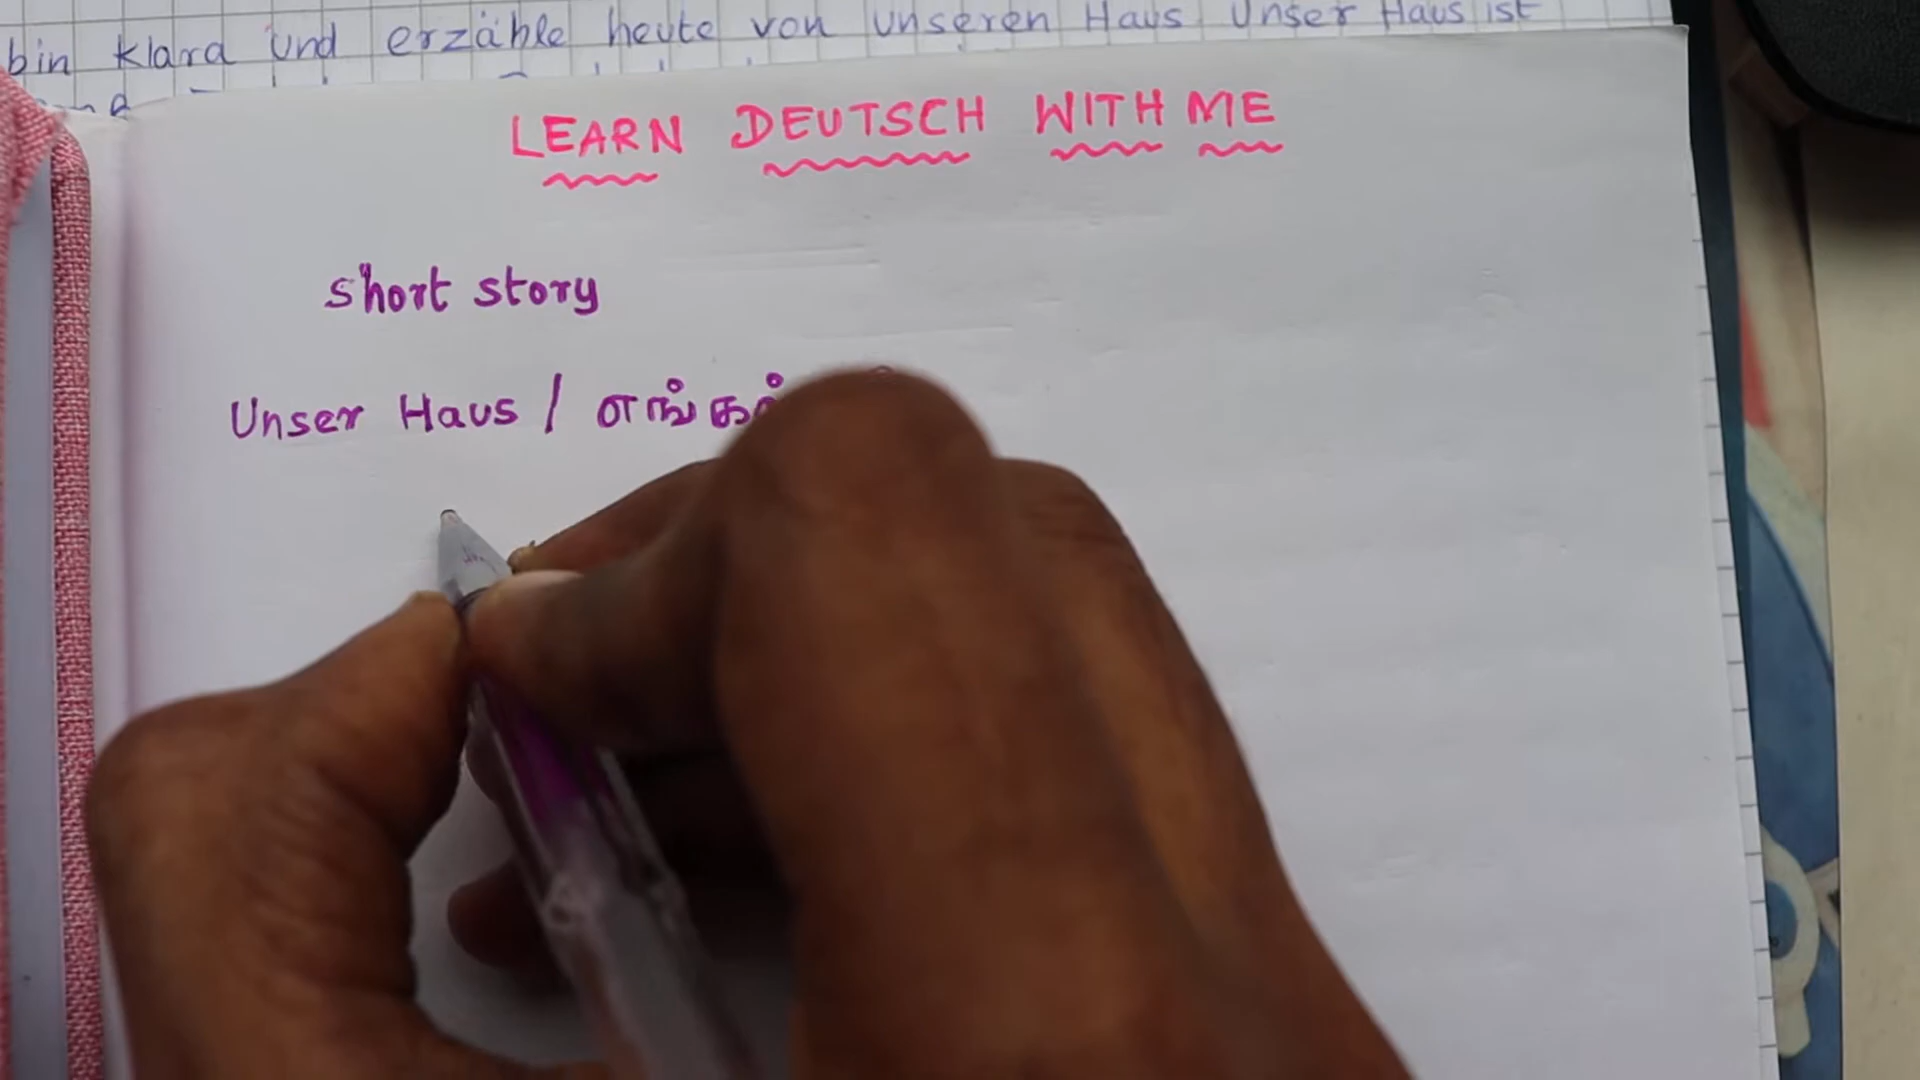 bin klara und erzähle heute von unseren Haus Unser Haus ist
LEARN DEUTSCH WITH ME
short story
Unser Haus / எங்கள்